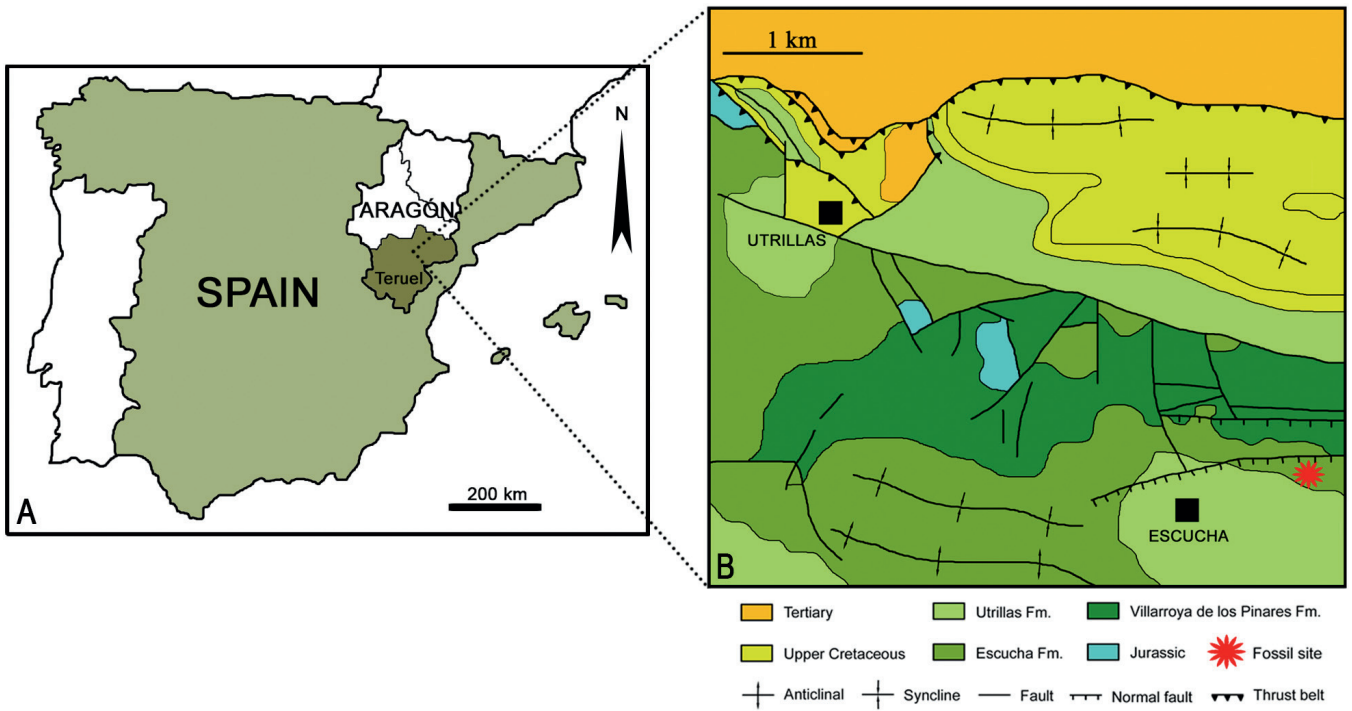 N
ARAGÓN
Teruel
SPAIN
200 km
A
1 km
UTRILLAS
ESCUCHA
B
Tertiary
Utrillas Fm.
Villarroya de los Pinares Fm.
Upper Cretaceous
Escucha Fm.
Jurassic
Fossil site
Anticlinal
Syncline
Fault
Normal fault
Thrust belt